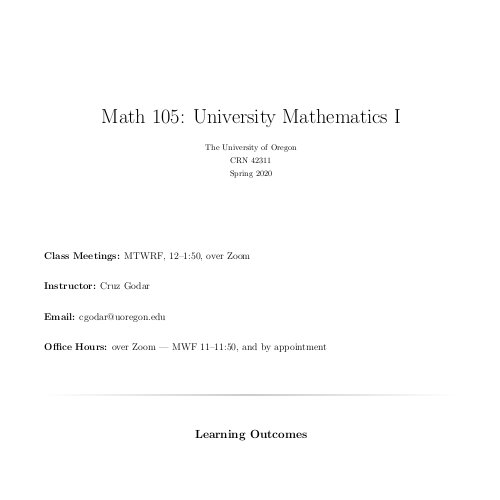 Math 105: University Mathematics I
The University of Oregon
CRN 42311
Spring 2020
Class Meetings: MTWRF, 12–1:50, over Zoom
Instructor: Cruz Godar
Email: cgodar@uoregon.edu
Office Hours: over Zoom — MWF 11–11:50, and by appointment
Learning Outcomes